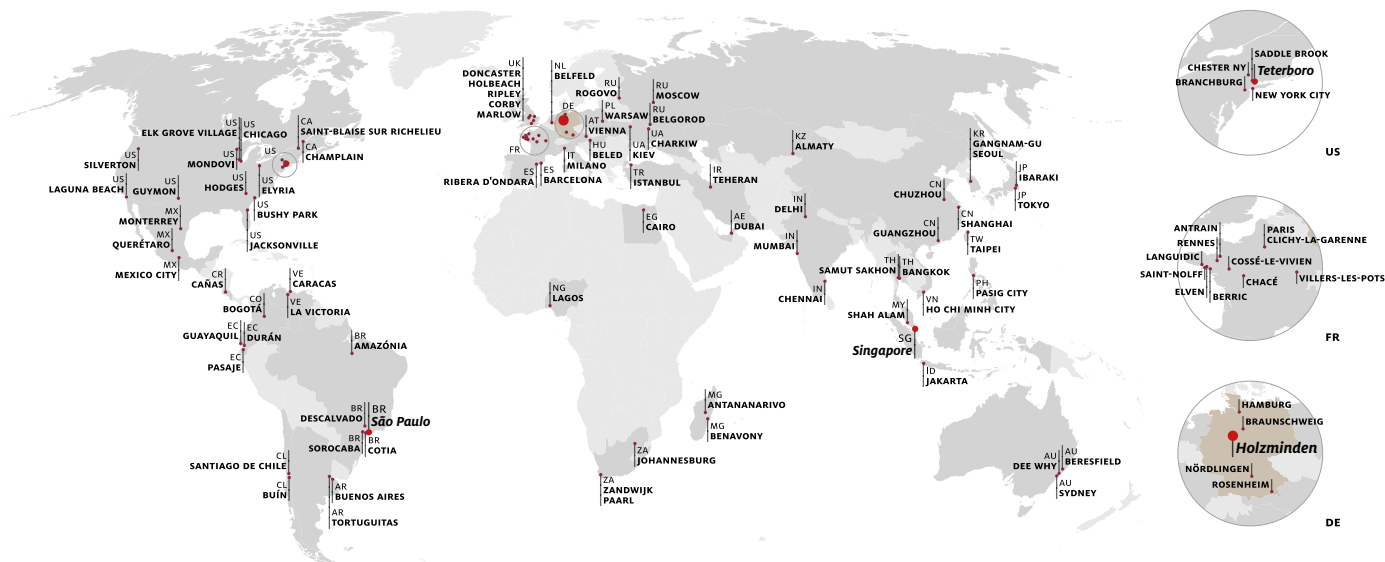 UK
DONCASTER
HOLBEACH
RIPLEY
CORBY
MARLOW
NL
BELFELD
RU
ROGOVO
RU
MOSCOW
DE
PL
WARSAW
RU
BELGOROD
AT
VIENNA
UA
CHARKIW
HU
BELED
UA
KIEV
IT
MILANO
TR
ISTANBUL
FR
ES
RIBERA D'ONDARA
ES
BARCELONA
US
ELK GROVE VILLAGE
US
CHICAGO
CA
SAINT-BLAISE SUR RICHELIEU
CA
CHAMPLAIN
US
US
SILVERTON
US
MONDOVÍ
US
LAGUNA BEACH
US
GUYMON
US
HODGES
US
ELYRIA
US
BUSHY PARK
US
JACKSONVILLE
MX
MONTERREY
MX
QUERÉTARO
MX
MEXICO CITY
CR
CAÑAS
VE
CARACAS
CO
BOGOTÁ
VE
LA VICTORIA
EC
GUAYAQUIL
EC
DURÁN
EC
PASAJE
BR
AMAZÓNIA
BR
DESCALVADO
BR
São Paulo
BR
SOROCABA
BR
COTIA
CL
SANTIAGO DE CHILE
CL
BUÍN
AR
BUENOS AIRES
AR
TORTUGUITAS
EG
CAIRO
NG
LAGOS
MG
ANTANANARIVO
MG
BENAVONY
ZA
JOHANNESBURG
ZA
ZANDWIJK
PAARL
IR
TEHERAN
AE
DUBAI
KZ
ALMATY
IN
DELHI
IN
MUMBAI
IN
CHENNAI
KR
GANGNAM-GU
SEOUL
JP
IBARAKI
JP
TOKYO
CN
CHUZHOU
CN
SHANGHAI
CN
GUANGZHOU
TW
TAIPEI
TH
SAMUT SAKHON
TH
BANGKOK
PH
PASIG CITY
VN
HO CHI MINH CITY
MY
SHAH ALAM
SG
Singapore
ID
JAKARTA
AU
DEE WHY
AU
BERESFIELD
AU
SYDNEY
SADDLE BROOK
CHESTER NY
Teterboro
BRANCHBURG
NEW YORK CITY
US
ANTRAIN
RENNES
LANGUIDIC
SAINT-NOLFF
ELVEN
BERRIC
PARIS
CLICHY-LA-GARENNE
COSSÉ-LE-VIVIEN
CHACÉ
VILLERS-LES-POTS
FR
HAMBURG
BRAUNSCHWEIG
Holzminden
NÖRDLINGEN
ROSENHEIM
DE